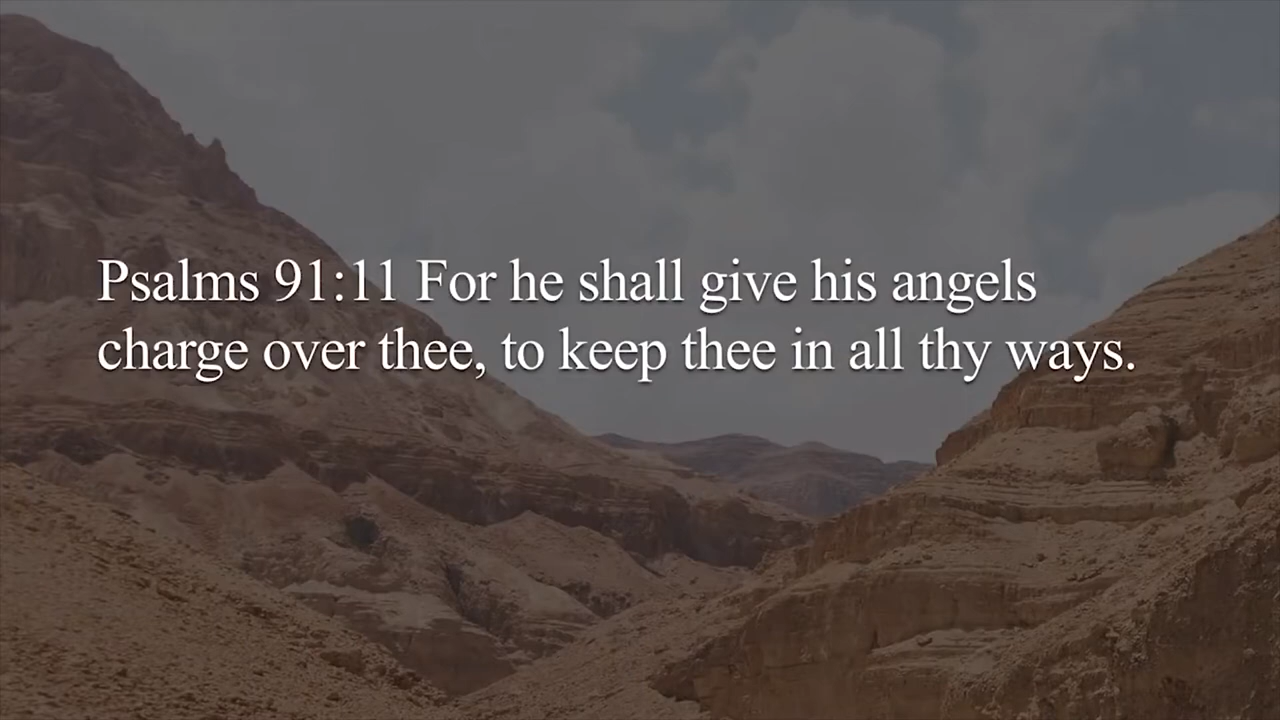 Psalms 91:11 For he shall give his angels
charge over thee, to keep thee in all thy ways.